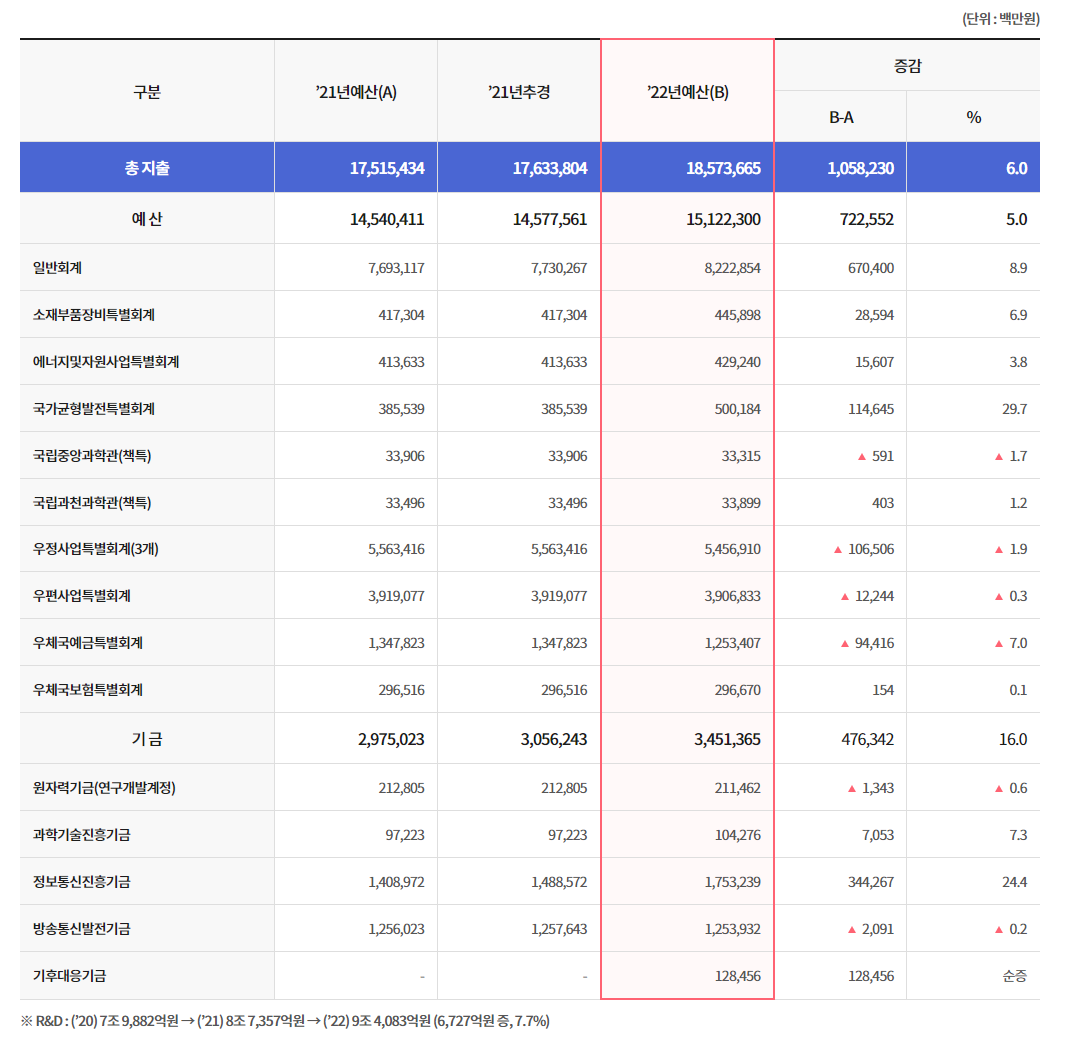 (단위 : 백만원)
구분 ’21년예산(A) ’21년추경 ’22년예산(B) 증감
B-A %
총 지출 17,515,434 17,633,804 18,573,665 1,058,230 6.0
예 산 14,540,411 14,577,561 15,122,300 722,552 5.0
일반회계 7,693,117 7,730,267 8,222,854 670,400 8.9
소재부품장비특별회계 417,304 417,304 445,898 28,594 6.9
에너지및자원사업특별회계 413,633 413,633 429,240 15,607 3.8
국가균형발전특별회계 385,539 385,539 500,184 114,645 29.7
국립중앙과학관(책특) 33,906 33,906 33,315 ▲ 591 ▲ 1.7
국립과천과학관(책특) 33,496 33,496 33,899 403 1.2
우정사업특별회계(3개) 5,563,416 5,563,416 5,456,910 ▲ 106,506 ▲ 1.9
우편사업특별회계 3,919,077 3,919,077 3,906,833 ▲ 12,244 ▲ 0.3
우체국예금특별회계 1,347,823 1,347,823 1,253,407 ▲ 94,416 ▲ 7.0
우체국보험특별회계 296,516 296,516 296,670 154 0.1
기 금 2,975,023 3,056,243 3,451,365 476,342 16.0
원자력기금(연구개발계정) 212,805 212,805 211,462 ▲ 1,343 ▲ 0.6
과학기술진흥기금 97,223 97,223 104,276 7,053 7.3
정보통신진흥기금 1,408,972 1,488,572 1,753,239 344,267 24.4
방송통신발전기금 1,256,023 1,257,643 1,253,932 ▲ 2,091 ▲ 0.2
기후대응기금 - - 128,456 128,456 순증
※ R&D : (’20) 7조 9,882억원 → (’21) 8조 7,357억원 → (’22) 9조 4,083억원 (6,727억원 증, 7.7%)